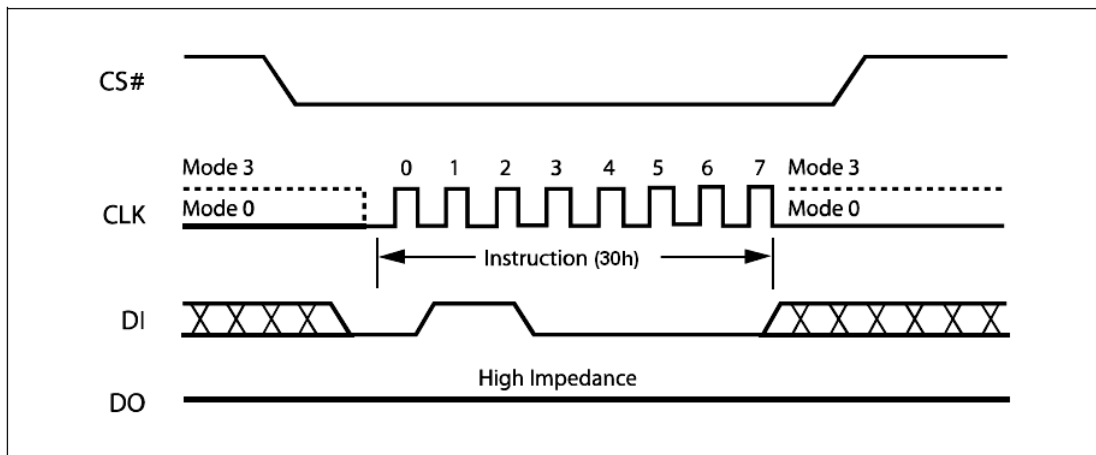 CS#
Mode 3
0 1 2 3 4 5 6 7
Mode 3
CLK
Mode 0
Mode 0
Instruction (30h)
DI
High Impedance
DO